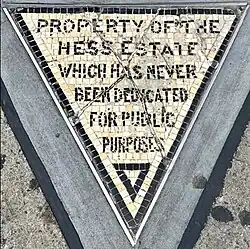 PROPERTY OF THE
HESS ESTATE
WHICH HAS NEVER
BEEN DEDICATED
FOR PUBLIC
PURPOSES